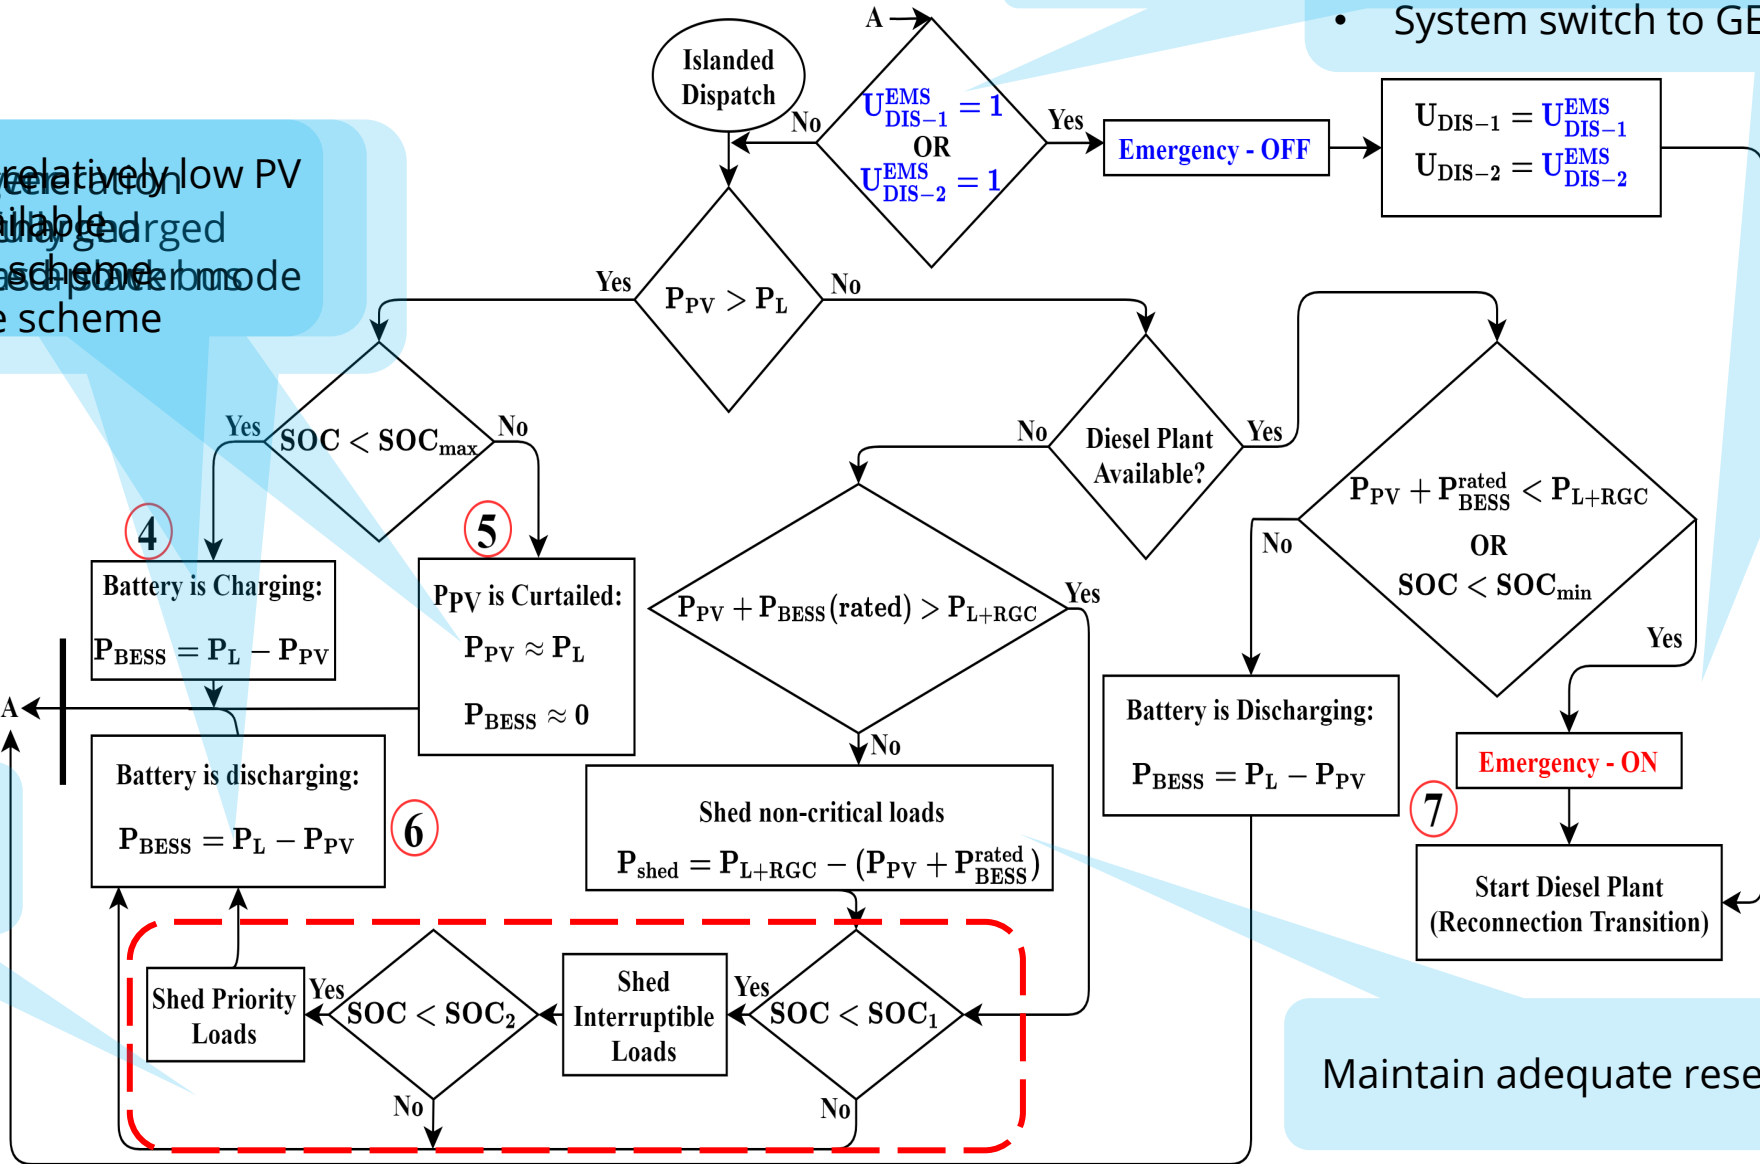 A
• System switch to GE
Islanded
Dispatch
U_DIS−1^EMS = 1
OR
U_DIS−2^EMS = 1
No
Yes
Emergency - OFF
U_DIS−1 = U_DIS−1^EMS
U_DIS−2 = U_DIS−2^EMS
relatively low PV
scheme
mode
scheme
Yes
P_PV > P_L
No
Yes
SOC < SOC_max
No
No
Diesel Plant
Available?
Yes
P_PV + P_BESS^rated < P_L+RGC
OR
SOC < SOC_min
No
Yes
4
Battery is Charging:
P_BESS = P_L − P_PV
5
P_PV is Curtailed:
P_PV ≈ P_L
P_BESS ≈ 0
P_PV + P_BESS(rated) > P_L+RGC
Yes
No
A
Battery is discharging:
P_BESS = P_L − P_PV
6
Shed non-critical loads
P_shed = P_L+RGC − (P_PV + P_BESS^rated)
Battery is Discharging:
P_BESS = P_L − P_PV
Emergency - ON
7
Start Diesel Plant
(Reconnection Transition)
Shed Priority
Loads
Yes
SOC < SOC_2
No
Shed
Interruptible
Loads
Yes
SOC < SOC_1
No
Maintain adequate rese